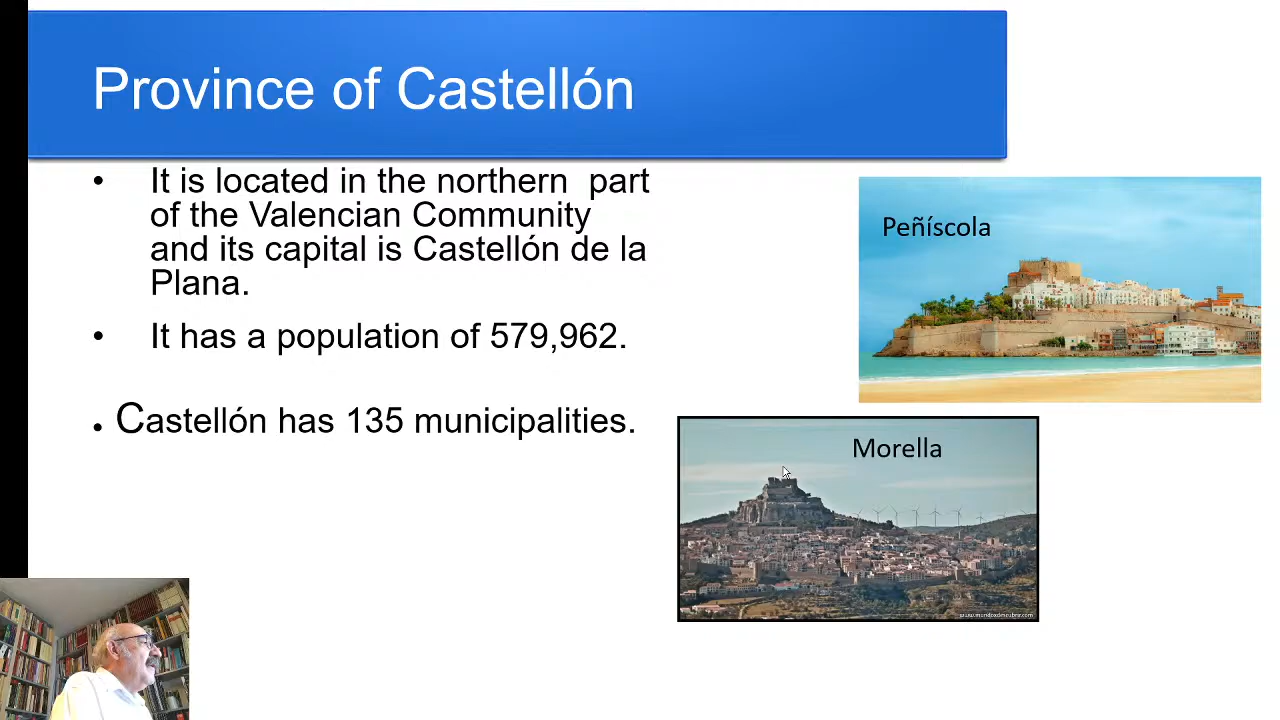 Province of Castellón
• It is located in the northern  part
of the Valencian Community
and its capital is Castellón de la
Plana.
• It has a population of 579,962.
• Castellón has 135 municipalities.
Peñíscola
Morella